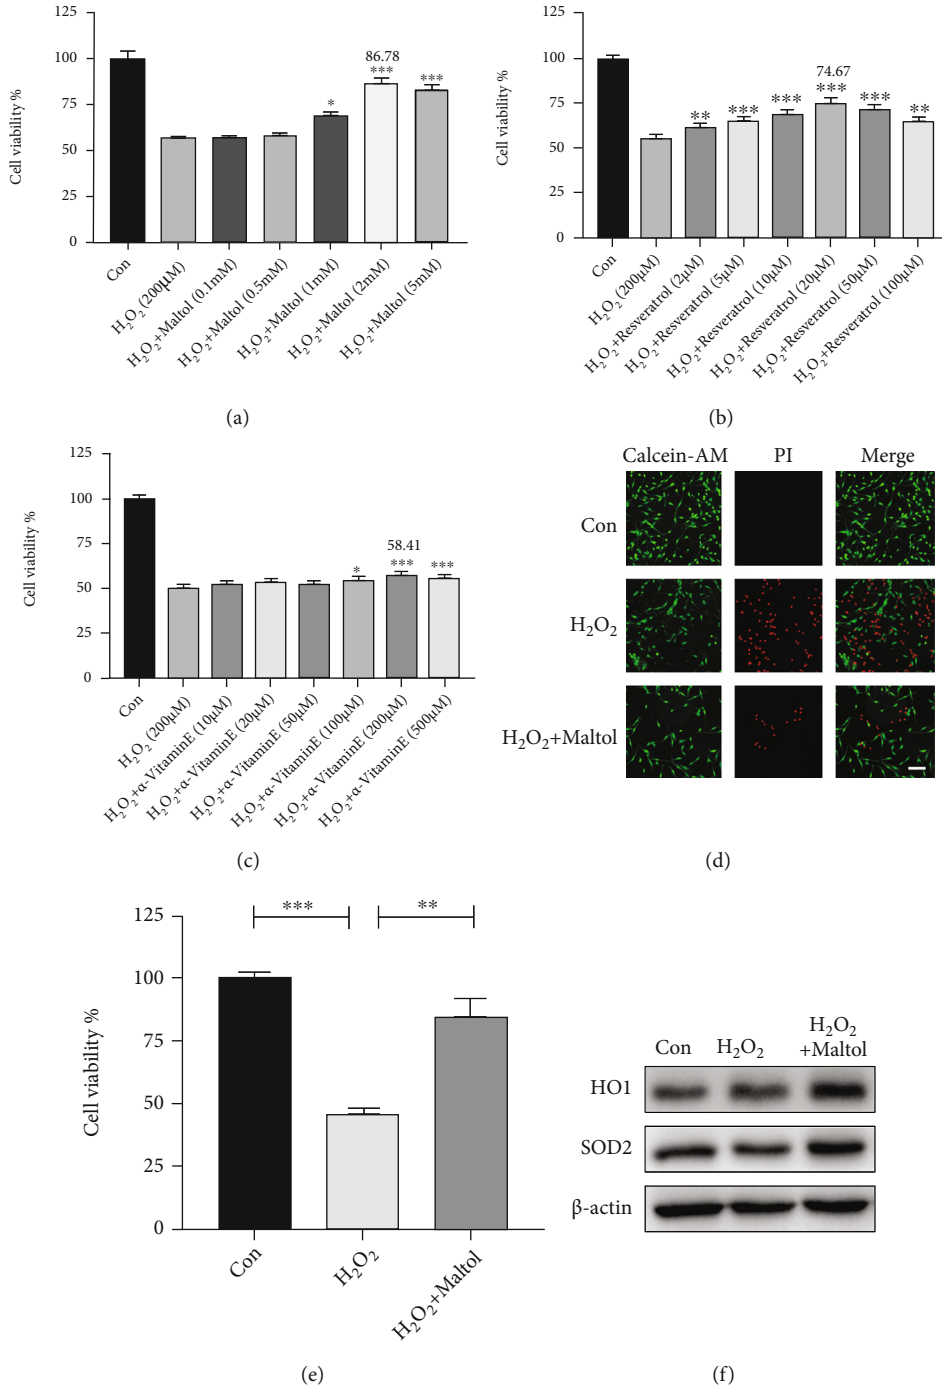 125
100
75
50
25
0
Cell viability %
86.78
*
***
***
Con
H₂O₂ (200μM)
H₂O₂+Maltol (0.1mM)
H₂O₂+Maltol (0.5mM)
H₂O₂+Maltol (1mM)
H₂O₂+Maltol (2mM)
H₂O₂+Maltol (5mM)
(a)
125
100
75
50
25
0
Cell viability %
74.67
**
***
***
***
***
**
Con
H₂O₂ (200μM)
H₂O₂+Resveratrol (2μM)
H₂O₂+Resveratrol (5μM)
H₂O₂+Resveratrol (10μM)
H₂O₂+Resveratrol (20μM)
H₂O₂+Resveratrol (50μM)
H₂O₂+Resveratrol (100μM)
(b)
125
100
75
50
25
0
Cell viability %
58.41
*
***
***
Con
H₂O₂ (200μM)
H₂O₂+α-VitaminE (10μM)
H₂O₂+α-VitaminE (20μM)
H₂O₂+α-VitaminE (50μM)
H₂O₂+α-VitaminE (100μM)
H₂O₂+α-VitaminE (200μM)
H₂O₂+α-VitaminE (500μM)
(c)
Calcein-AM PI Merge
Con
H₂O₂
H₂O₂+Maltol
(d)
125
100
75
50
25
0
Cell viability %
*** **
Con
H₂O₂
H₂O₂+Maltol
(e)
Con H₂O₂ H₂O₂
+Maltol
HO1
SOD2
β-actin
(f)